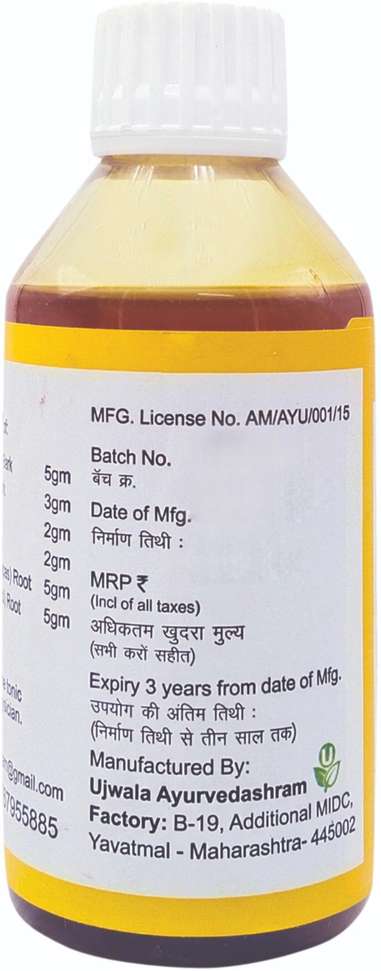 MFG. License No. AM/AYU/001/15
Batch No.
बॅच क्र.
Date of Mfg.
निर्माण तिथी :
MRP ₹
(Incl of all taxes)
अधिकतम खुदरा मुल्य
(सभी करों सहीत)
Expiry 3 years from date of Mfg.
उपयोग की अंतिम तिथी :
(निर्माण तिथी से तीन साल तक)
Manufactured By:
Ujwala Ayurvedashram
Factory: B-19, Additional MIDC,
Yavatmal - Maharashtra- 445002
U
5gm
3gm
2gm
2gm
Root 5gm
Root 5gm
tonic
@gmail.com
7955885